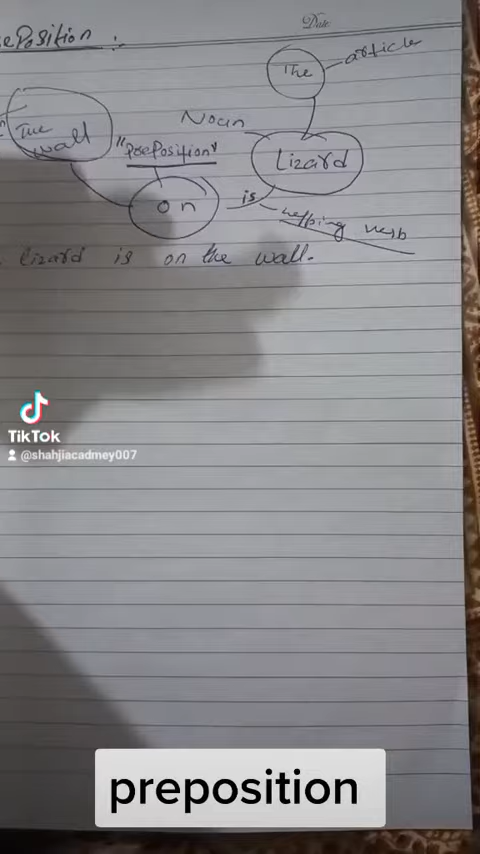 Date
ePosition :-
The article
Noun
The wall
"Preposition"
Lizard
on
is
helping verb
lizard is on the wall.
TikTok
@shahjiacadmey007
preposition